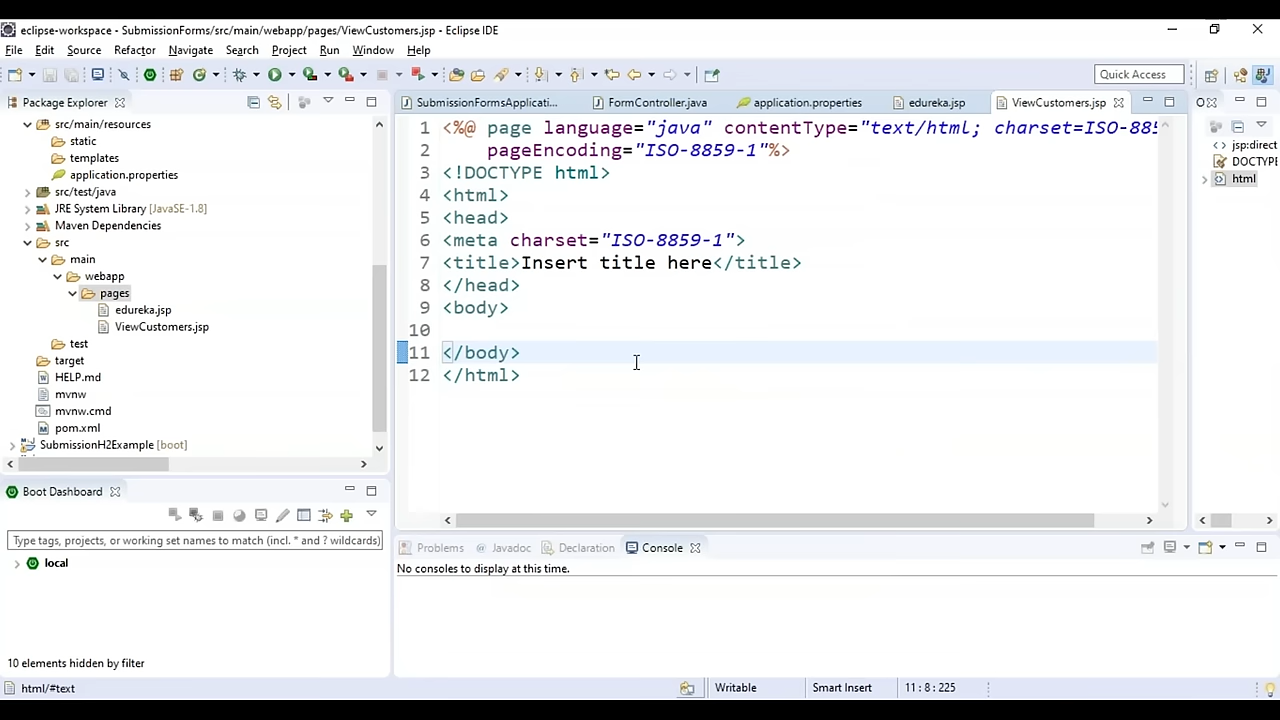 eclipse-workspace - SubmissionForms/src/main/webapp/pages/ViewCustomers.jsp - Eclipse IDE
File Edit Source Refactor Navigate Search Project Run Window Help
Quick Access
Package Explorer
src/main/resources
static
templates
application.properties
src/test/java
JRE System Library [JavaSE-1.8]
Maven Dependencies
src
main
webapp
pages
edureka.jsp
ViewCustomers.jsp
test
target
HELP.md
mvnw
mvnw.cmd
pom.xml
SubmissionH2Example [boot]
Boot Dashboard
Type tags, projects, or working set names to match (incl. * and ? wildcards)
local
10 elements hidden by filter
SubmissionFormsApplicati... FormController.java application.properties edureka.jsp ViewCustomers.jsp
1 <%@ page language="java" contentType="text/html; charset=ISO-885
2 pageEncoding="ISO-8859-1"%>
3 <!DOCTYPE html>
4 <html>
5 <head>
6 <meta charset="ISO-8859-1">
7 <title>Insert title here</title>
8 </head>
9 <body>
10
11 </body>
12 </html>
O
jsp:direct
DOCTYPE
html
Problems Javadoc Declaration Console
No consoles to display at this time.
html/#text Writable Smart Insert 11 : 8 : 225